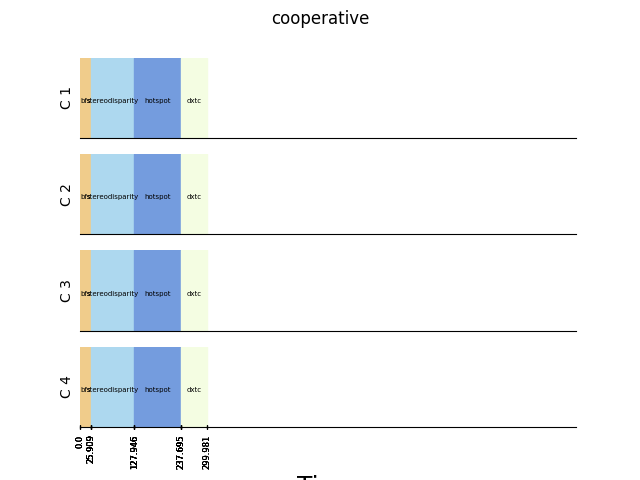 cooperative
C 1
bfs stereodisparity hotspot dxtc
C 2
bfs stereodisparity hotspot dxtc
C 3
bfs stereodisparity hotspot dxtc
C 4
bfs stereodisparity hotspot dxtc
0.0 25.909 127.946 237.695 299.981